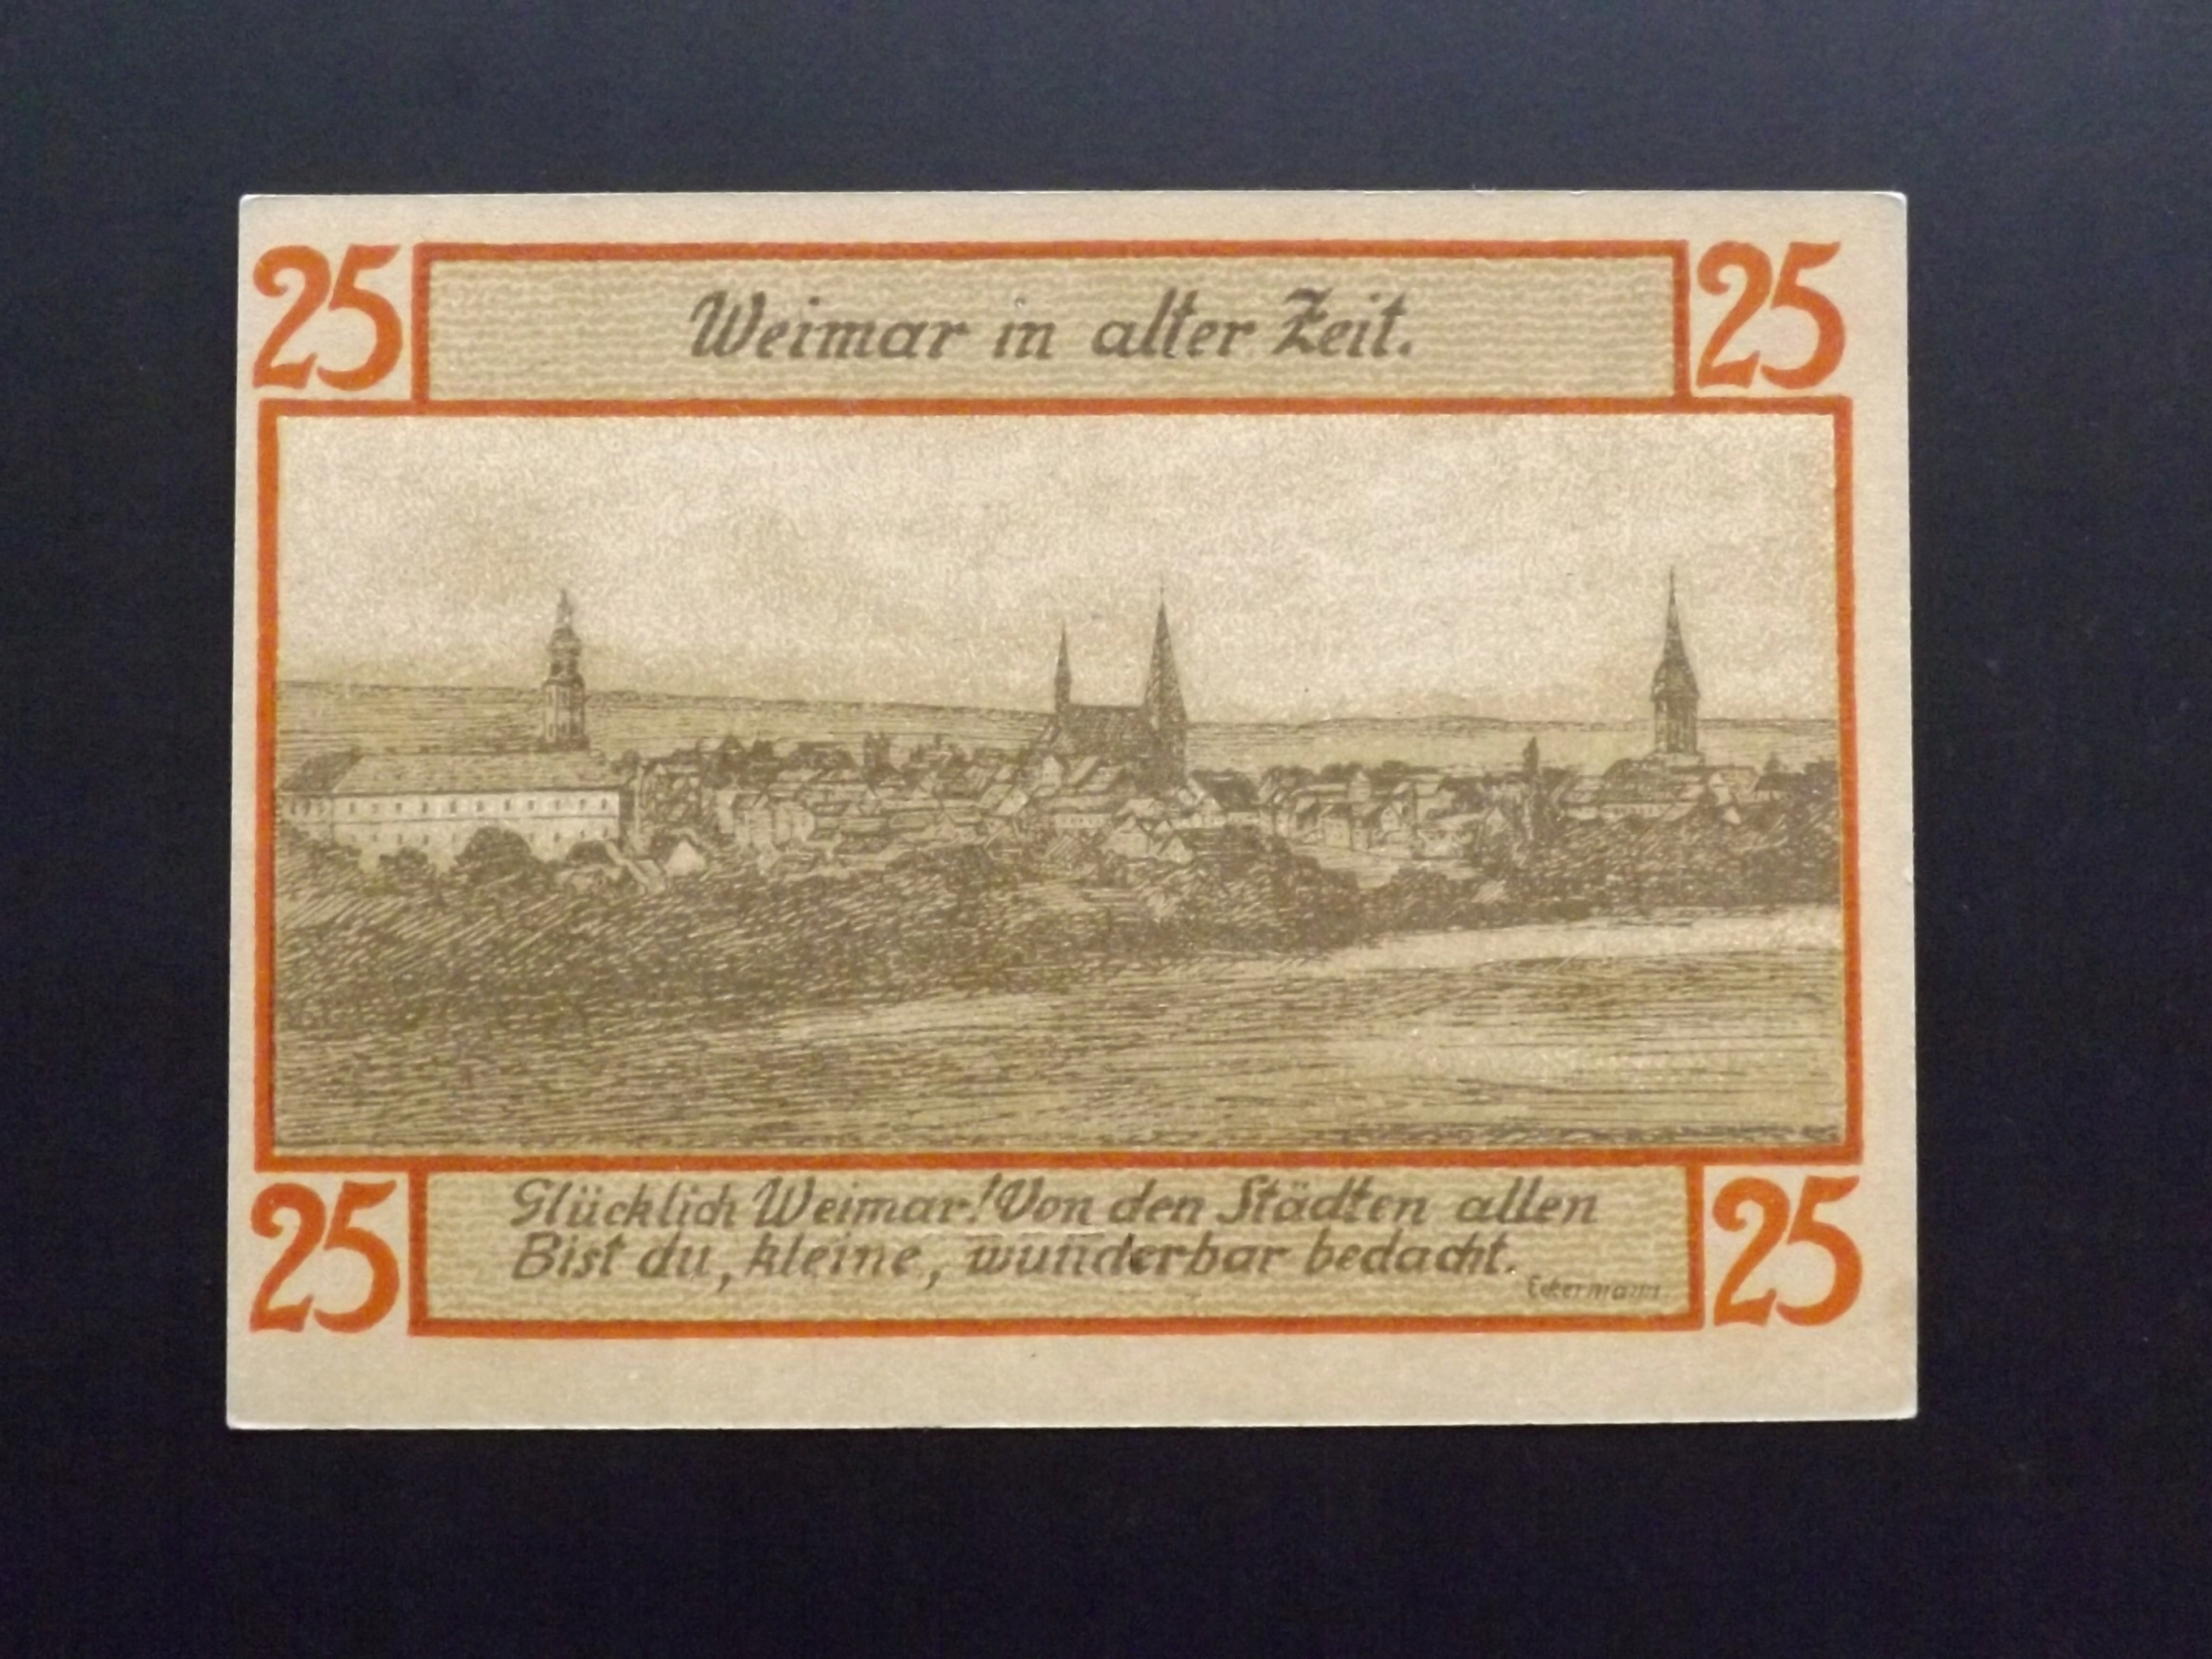 25 Weimar in alter Zeit. 25
25 Glücklich Weimar! Von den Städten allen 25
Bist du, kleine, wunderbar bedacht.
Eckermann.